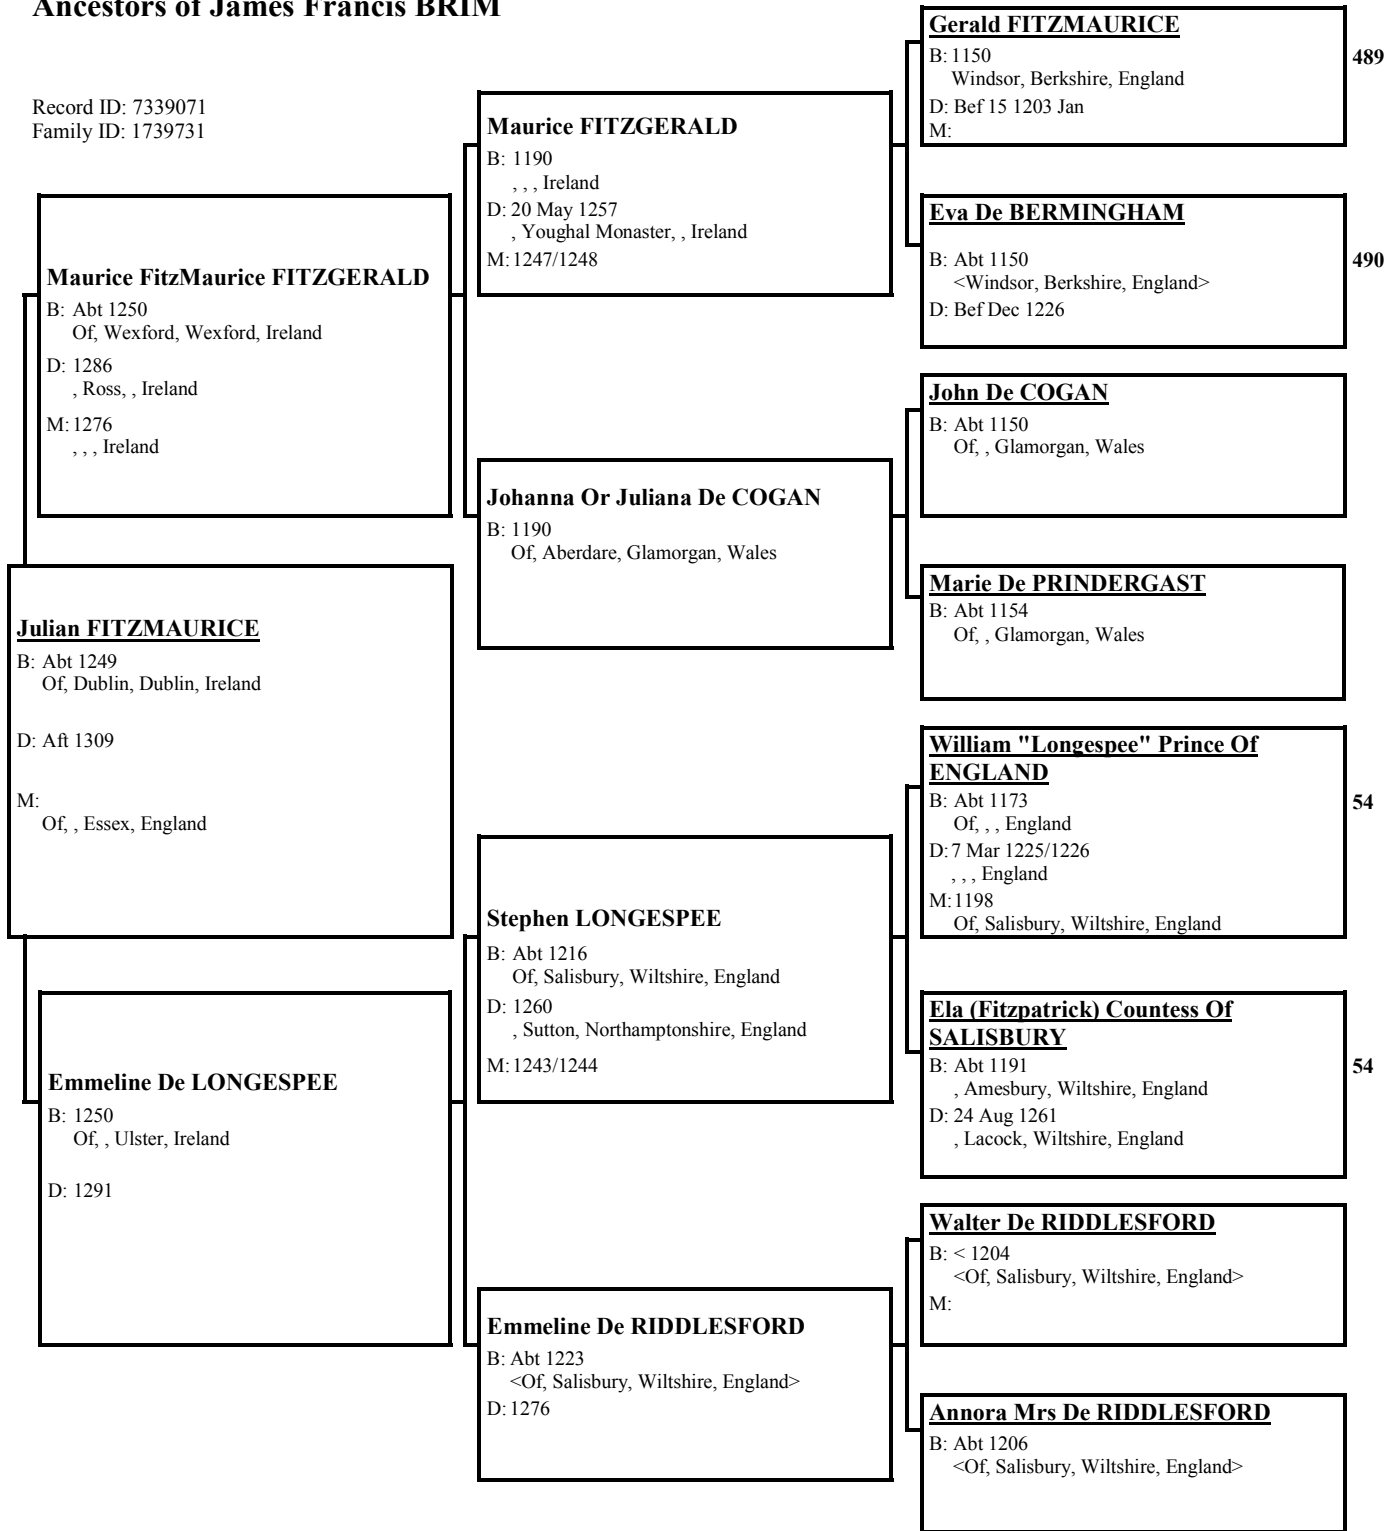 Ancestors of James Francis BRIM
Record ID: 7339071
Family ID: 1739731
Maurice FitzMaurice FITZGERALD
B: Abt 1250
Of, Wexford, Wexford, Ireland
D: 1286
, Ross, , Ireland
M: 1276
, , , Ireland
Julian FITZMAURICE
B: Abt 1249
Of, Dublin, Dublin, Ireland
D: Aft 1309
M:
Of, , Essex, England
Emmeline De LONGESPEE
B: 1250
Of, , Ulster, Ireland
D: 1291
Maurice FITZGERALD
B: 1190
, , , Ireland
D: 20 May 1257
, Youghal Monaster, , Ireland
M: 1247/1248
Johanna Or Juliana De COGAN
B: 1190
Of, Aberdare, Glamorgan, Wales
Stephen LONGESPEE
B: Abt 1216
Of, Salisbury, Wiltshire, England
D: 1260
, Sutton, Northamptonshire, England
M: 1243/1244
Emmeline De RIDDLESFORD
B: Abt 1223
<Of, Salisbury, Wiltshire, England>
D: 1276
Gerald FITZMAURICE
B: 1150
Windsor, Berkshire, England
D: Bef 15 1203 Jan
M:
489
Eva De BERMINGHAM
B: Abt 1150
<Windsor, Berkshire, England>
D: Bef Dec 1226
490
John De COGAN
B: Abt 1150
Of, , Glamorgan, Wales
Marie De PRINDERGAST
B: Abt 1154
Of, , Glamorgan, Wales
William "Longespee" Prince Of
ENGLAND
B: Abt 1173
Of, , , England
D: 7 Mar 1225/1226
, , , England
M: 1198
Of, Salisbury, Wiltshire, England
54
Ela (Fitzpatrick) Countess Of
SALISBURY
B: Abt 1191
, Amesbury, Wiltshire, England
D: 24 Aug 1261
, Lacock, Wiltshire, England
54
Walter De RIDDLESFORD
B: < 1204
<Of, Salisbury, Wiltshire, England>
M:
Annora Mrs De RIDDLESFORD
B: Abt 1206
<Of, Salisbury, Wiltshire, England>